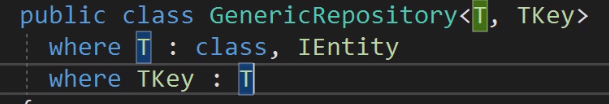 public class GenericRepository<T, TKey>
where T : class, IEntity
where TKey : T